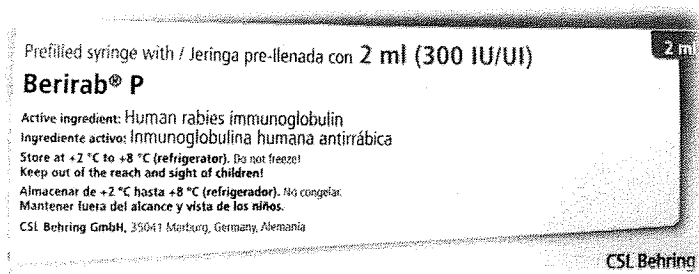 Prefilled syringe with / Jeringa pre-llenada con 2 ml (300 IU/UI)
2 ml
Berirab® P
Active ingredient: Human rabies immunoglobulin
Ingrediente activo: Inmunoglobulina humana antirrábica
Store at +2 °C to +8 °C (refrigerator). Do not freeze!
Keep out of the reach and sight of children!
Almacenar de +2 °C hasta +8 °C (refrigerador). No congelar.
Mantener fuera del alcance y vista de los niños.
CSL Behring GmbH, 35041 Marburg, Germany, Alemania
CSL Behring